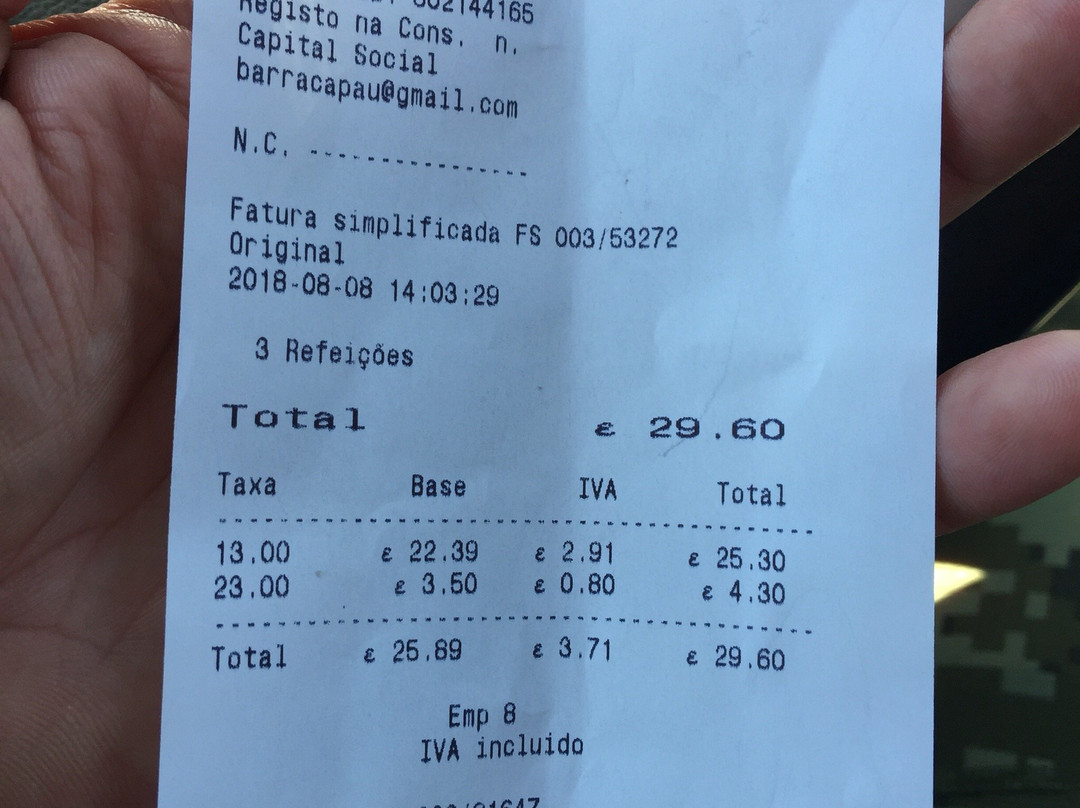 502144165
Registo na Cons. n.
Capital Social
barracapau@gmail.com
N.C. ----------------
Fatura simplificada FS 003/53272
Original
2018-08-08 14:03:29
3 Refeições
Total € 29.60
Taxa Base IVA Total
13.00 € 22.39 € 2.91 € 25.30
23.00 € 3.50 € 0.80 € 4.30
Total € 25.89 € 3.71 € 29.60
Emp 8
IVA incluido